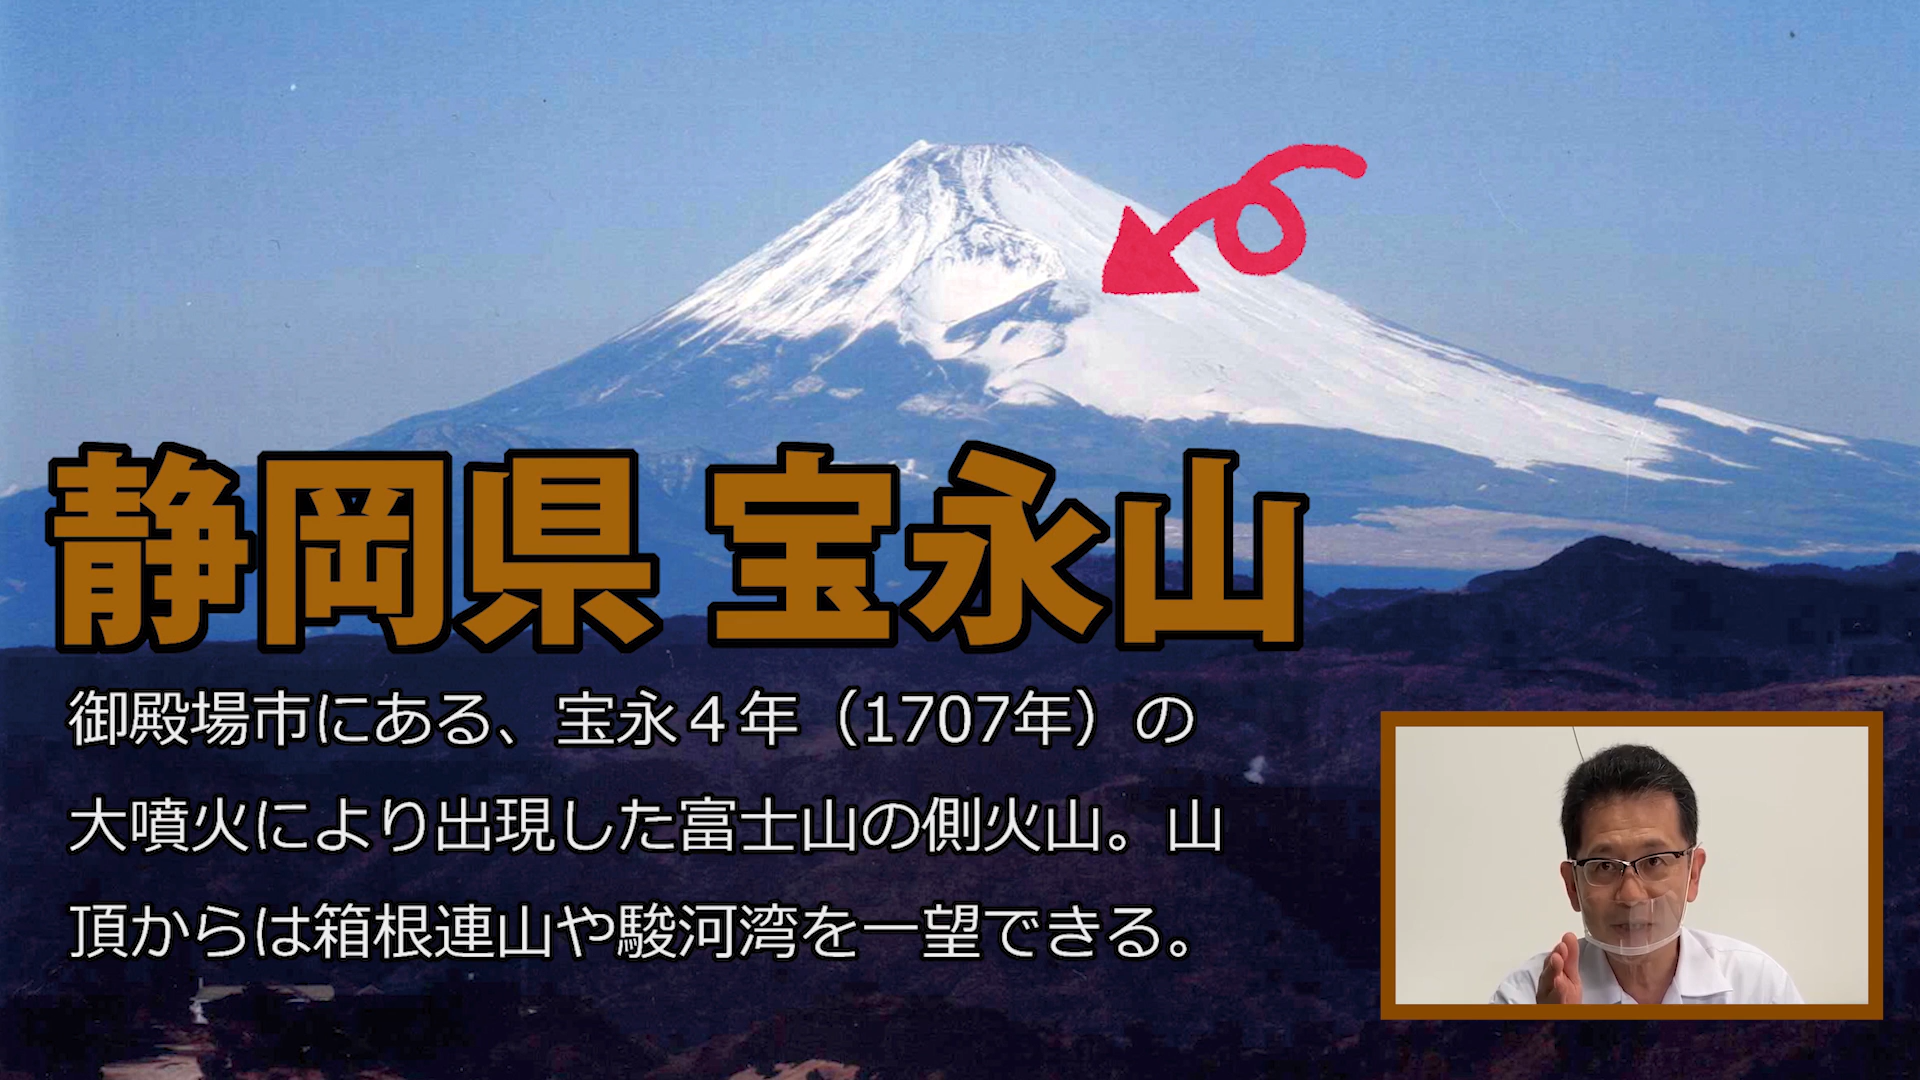 静岡県 宝永山
御殿場市にある、宝永４年（1707年）の
大噴火により出現した富士山の側火山。山
頂からは箱根連山や駿河湾を一望できる。